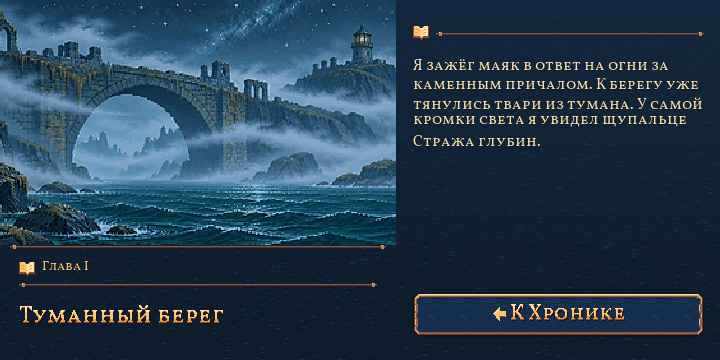 Глава I
Туманный берег
Я зажёг маяк в ответ на огни за
каменным причалом. К берегу уже
тянулись твари из тумана. У самой
кромки света я увидел щупальце
Стража глубин.
К Хронике